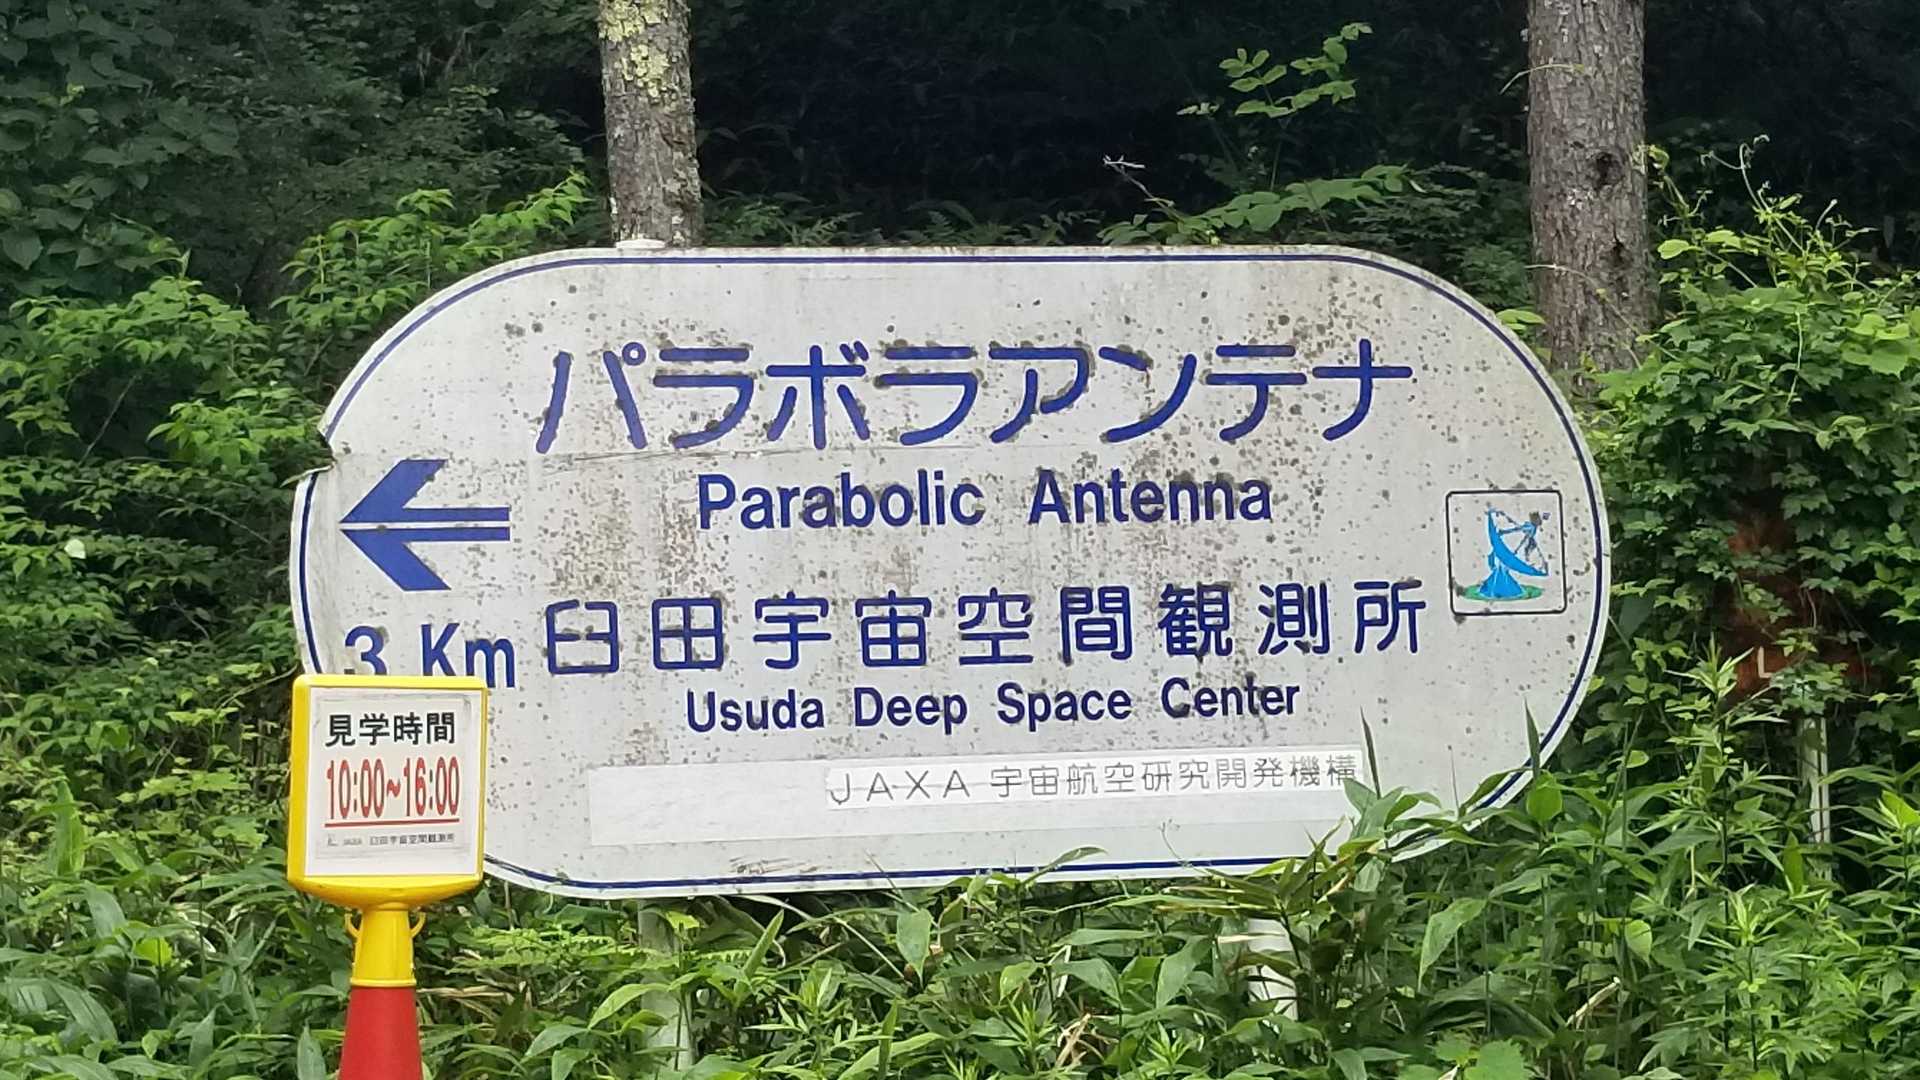 パラボラアンテナ
Parabolic Antenna
3 Km
臼田宇宙空間観測所
Usuda Deep Space Center
JAXA 宇宙航空研究開発機構
見学時間
10:00~16:00
JAXA 臼田宇宙空間観測所